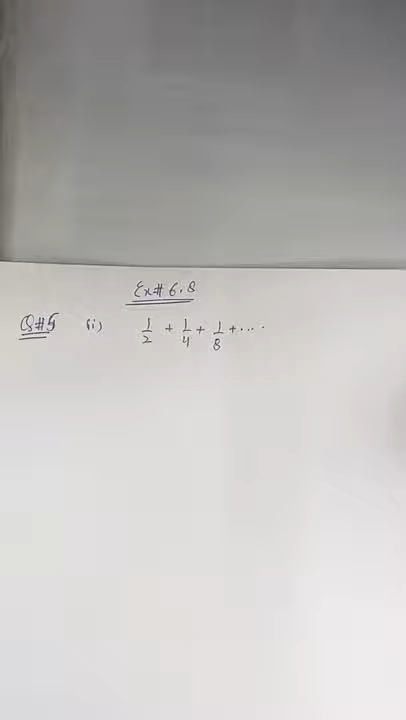 Ex# 6.8
Q#5 (i) 1/2 + 1/4 + 1/8 + ....